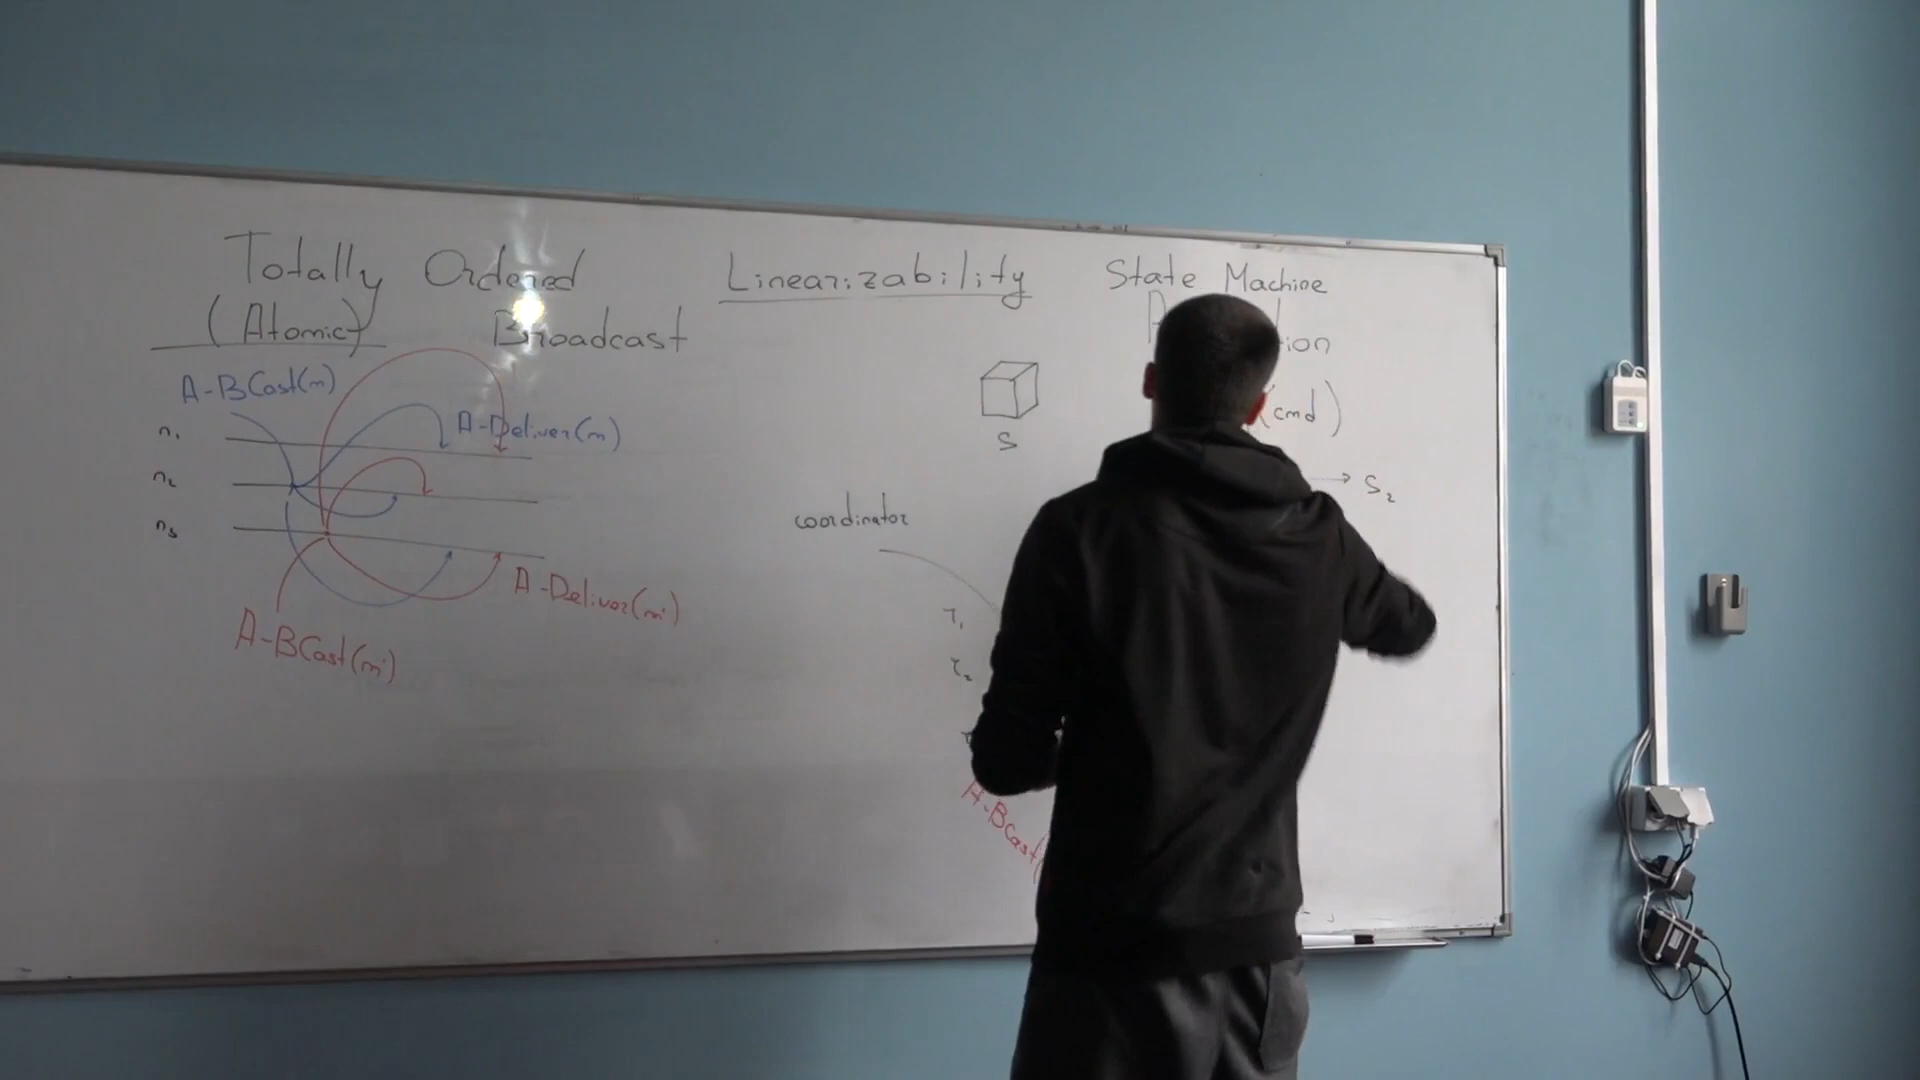 Totally Ordered
(Atomic) Broadcast
A-BCast(m)
A-Deliver(m)
n₁
n₂
n₃
A-Deliver(m')
A-BCast(m')
Linearizability
State Machine
(cmd)
S
S₂
coordinator
r₁
r₂
A-BCast(